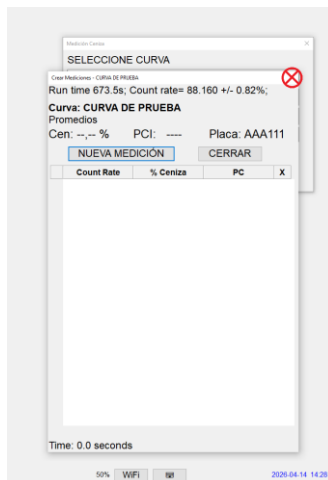 Medición Ceniza X
SELECCIONE CURVA
Crear Mediciones - CURVA DE PRUEBA
Run time 673.5s; Count rate= 88.160 +/- 0.82%;
Curva: CURVA DE PRUEBA
Promedios
Cen: --,-- % PCI: ---- Placa: AAA111
NUEVA MEDICIÓN CERRAR
Count Rate % Ceniza PC X
Time: 0.0 seconds
50% WiFi 2026-04-14 14:28